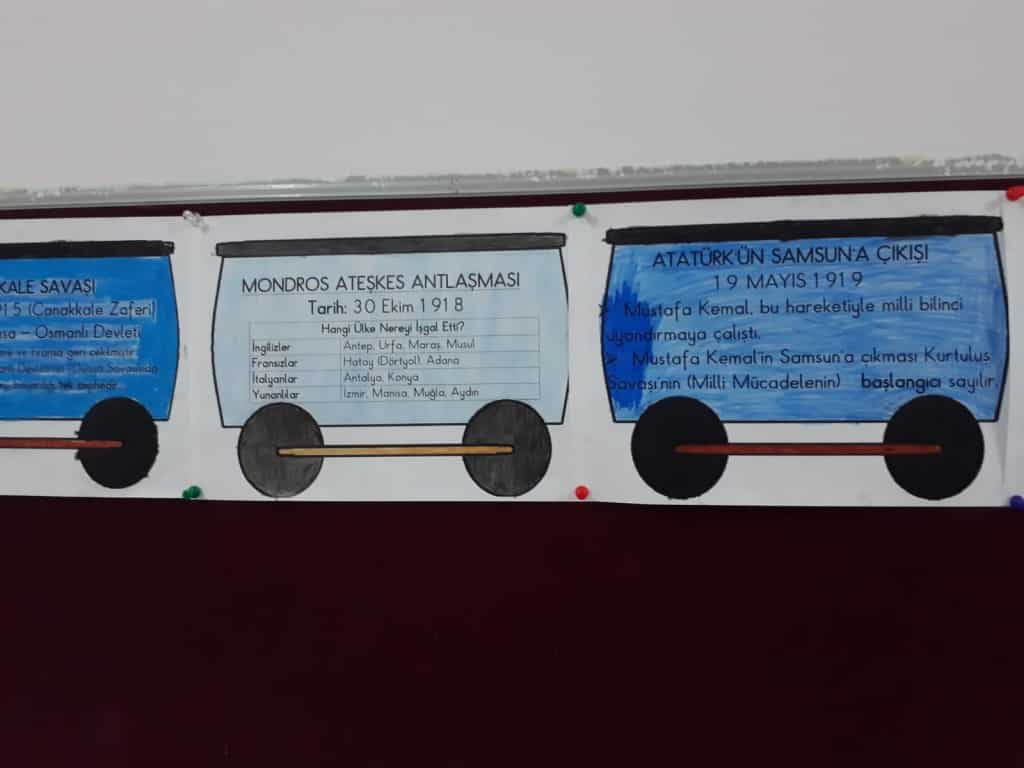 KALE SAVAŞI
915 (Çanakkale Zaferi)
nsa – Osmanlı Devleti
MONDROS ATEŞKES ANTLAŞMASI
Tarih: 30 Ekim 1918
Hangi Ülke Nereyi İşgal Etti?
İngilizler Antep, Urfa, Maraş, Musul
Fransızlar Hatay (Dörtyol), Adana
İtalyanlar Antalya, Konya
Yunanlılar İzmir, Manisa, Muğla, Aydın
ATATÜRK'ÜN SAMSUN'A ÇIKIŞI
19 MAYIS 1919
➤ Mustafa Kemal, bu hareketiyle milli bilinci
uyandırmaya çalıştı.
➤ Mustafa Kemal'in Samsun'a çıkması Kurtuluş
Savaşı'nın (Milli Mücadelenin) başlangıcı sayılır.